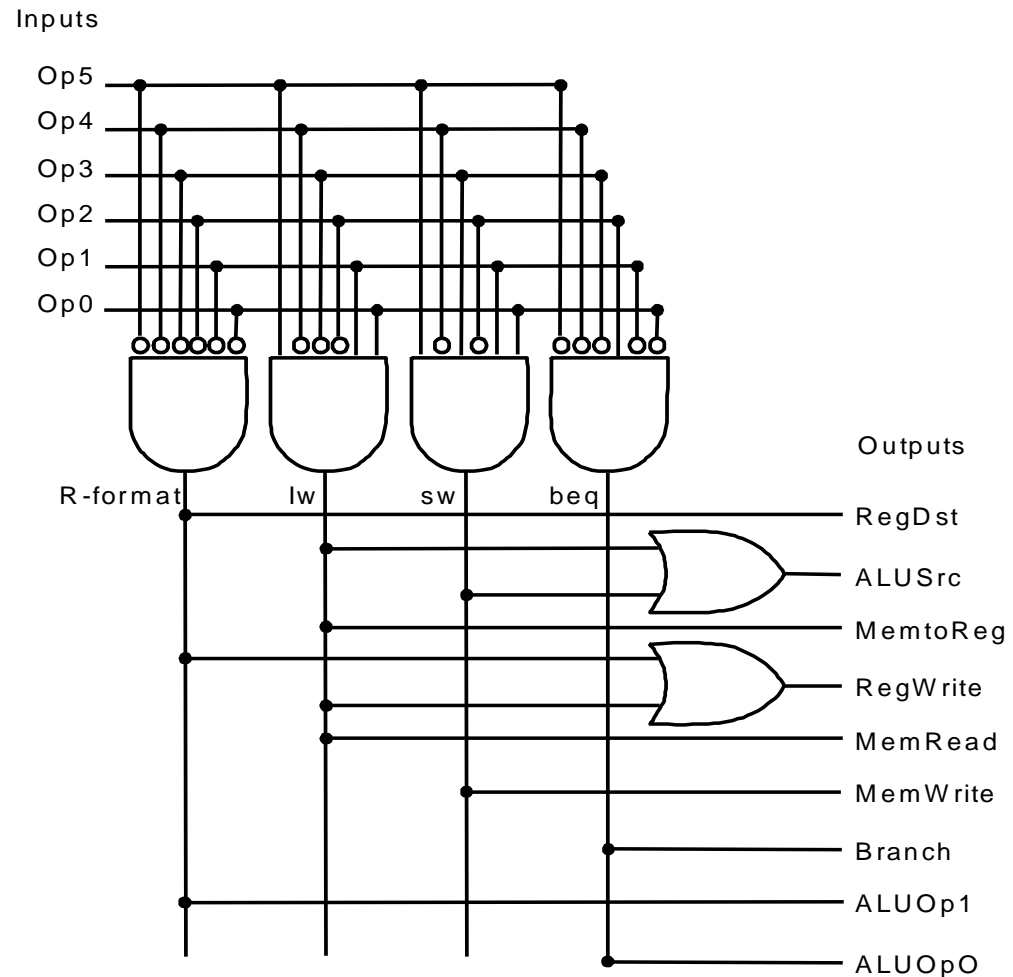 Inputs
Op5
Op4
Op3
Op2
Op1
Op0
Outputs
R-format
lw
sw
beq
RegDst
ALUSrc
MemtoReg
RegWrite
MemRead
MemWrite
Branch
ALUOp1
ALUOpO